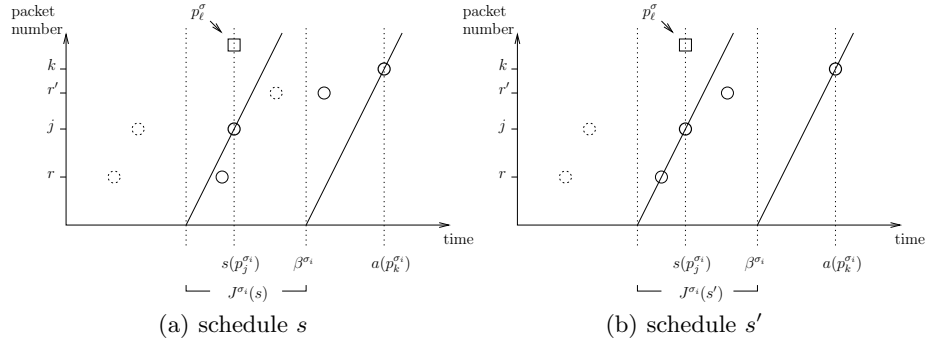 packet
number
p_ℓ^σ
k
r′
j
r
time
s(p_j^{σ_i})
β^{σ_i}
a(p_k^{σ_i})
J^{σ_i}(s)
(a) schedule s
packet
number
p_ℓ^σ
k
r′
j
r
time
s(p_j^{σ_i})
β^{σ_i}
a(p_k^{σ_i})
J^{σ_i}(s′)
(b) schedule s′